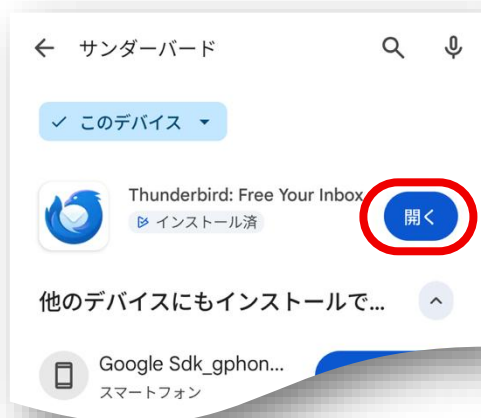 サンダーバード
このデバイス
Thunderbird: Free Your Inbox
インストール済
開く
他のデバイスにもインストールで...
Google Sdk_gphon...
スマートフォン